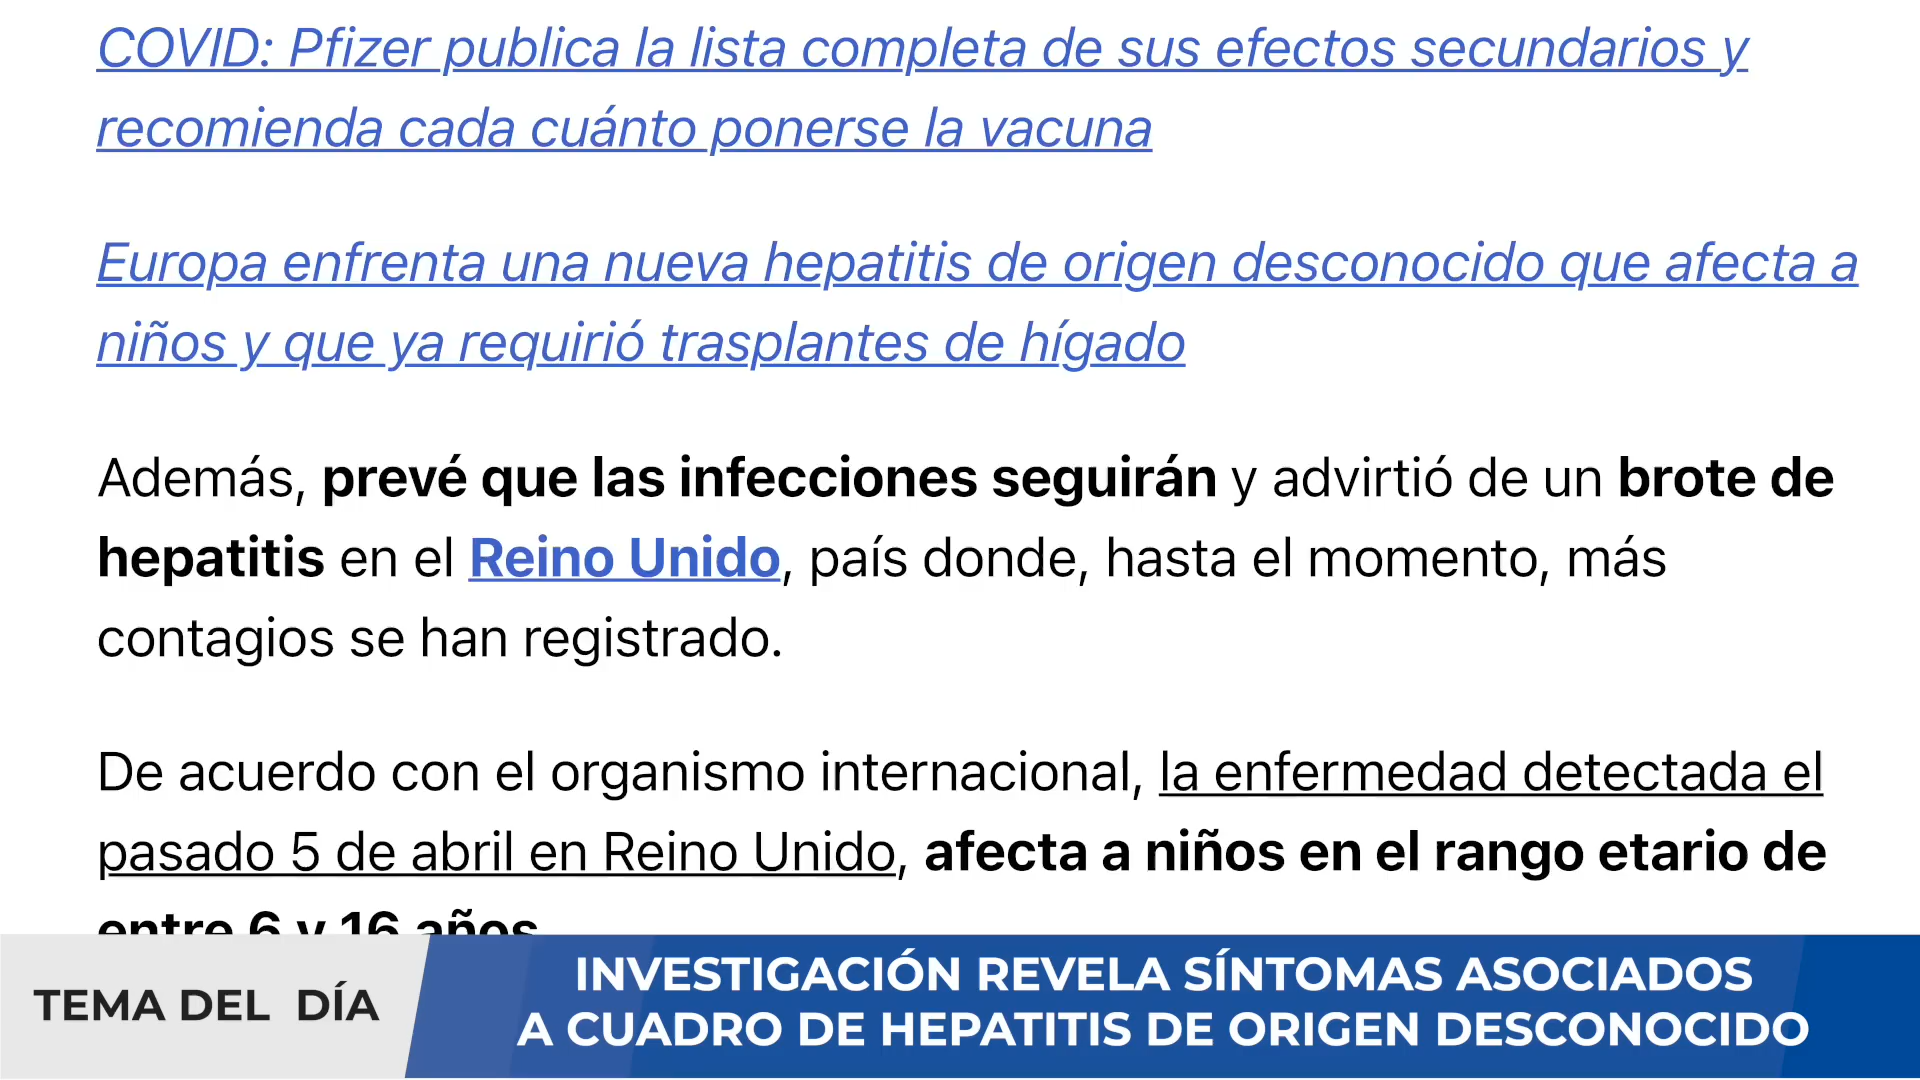 COVID: Pfizer publica la lista completa de sus efectos secundarios y
recomienda cada cuánto ponerse la vacuna
Europa enfrenta una nueva hepatitis de origen desconocido que afecta a
niños y que ya requirió trasplantes de hígado
Además, prevé que las infecciones seguirán y advirtió de un brote de
hepatitis en el Reino Unido, país donde, hasta el momento, más
contagios se han registrado.
De acuerdo con el organismo internacional, la enfermedad detectada el
pasado 5 de abril en Reino Unido, afecta a niños en el rango etario de
entre 6 y 16 años
TEMA DEL DÍA
INVESTIGACIÓN REVELA SÍNTOMAS ASOCIADOS
A CUADRO DE HEPATITIS DE ORIGEN DESCONOCIDO